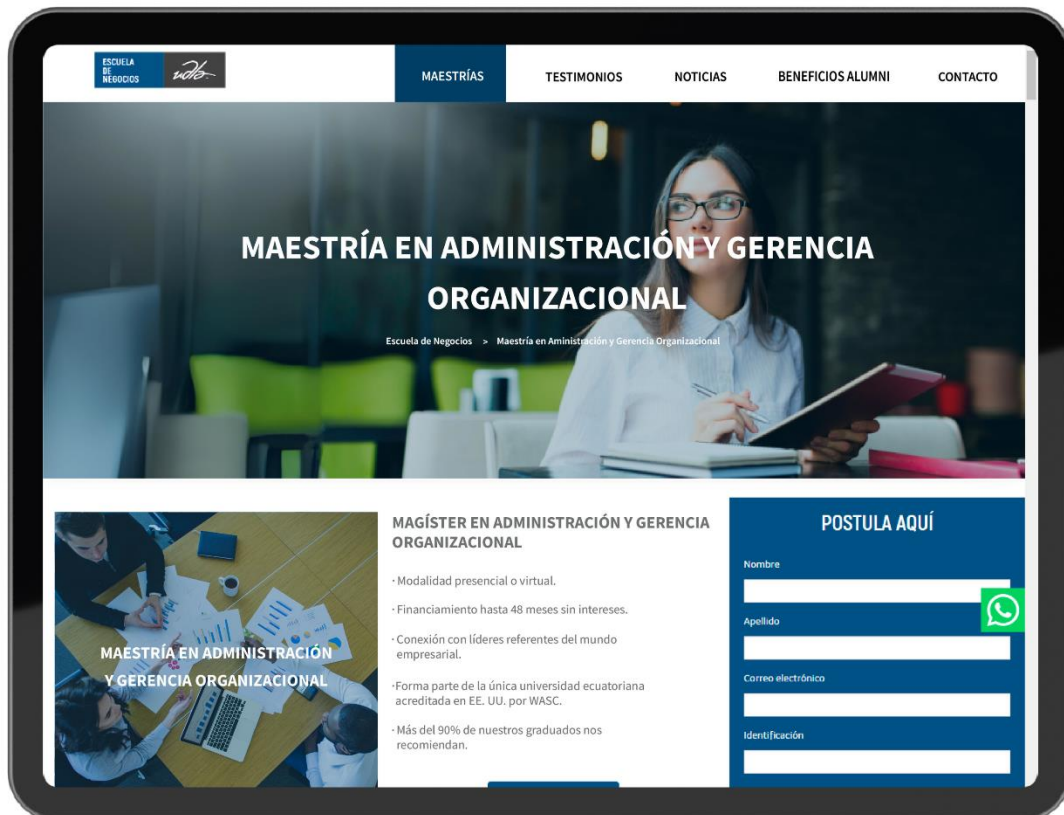 ESCUELA
DE
NEGOCIOS
udla-
MAESTRÍAS TESTIMONIOS NOTICIAS BENEFICIOS ALUMNI CONTACTO
MAESTRÍA EN ADMINISTRACIÓN Y GERENCIA
ORGANIZACIONAL
Escuela de Negocios > Maestría en Aministración y Gerencia Organizacional
MAESTRÍA EN ADMINISTRACIÓN
Y GERENCIA ORGANIZACIONAL
MAGÍSTER EN ADMINISTRACIÓN Y GERENCIA
ORGANIZACIONAL
· Modalidad presencial o virtual.
· Financiamiento hasta 48 meses sin intereses.
· Conexión con líderes referentes del mundo
empresarial.
·Forma parte de la única universidad ecuatoriana
acreditada en EE. UU. por WASC.
· Más del 90% de nuestros graduados nos
recomiendan.
POSTULA AQUÍ
Nombre
Apellido
Correo electrónico
Identificación